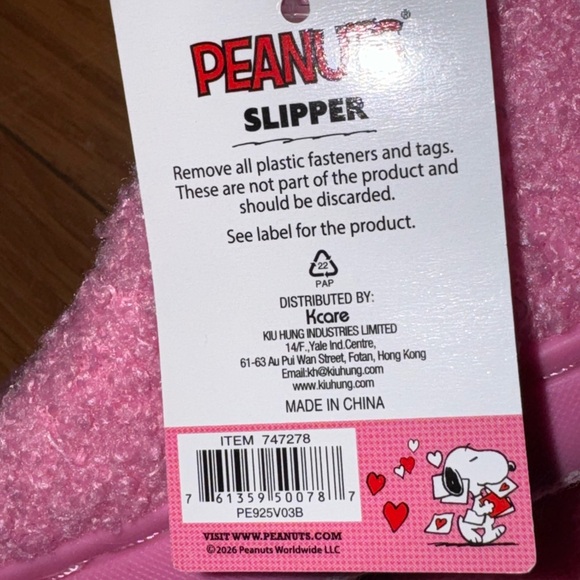 PEANUTS®
SLIPPER
Remove all plastic fasteners and tags.
These are not part of the product and
should be discarded.
See label for the product.
22
PAP
DISTRIBUTED BY:
Kcare
KIU HUNG INDUSTRIES LIMITED
14/F.,Yale Ind.Centre,
61-63 Au Pui Wan Street, Fotan, Hong Kong
Email:kh@kiuhung.com
www.kiuhung.com
MADE IN CHINA
ITEM 747278
7 61359 50078 7
PE925V03B
VISIT WWW.PEANUTS.COM
©2026 Peanuts Worldwide LLC